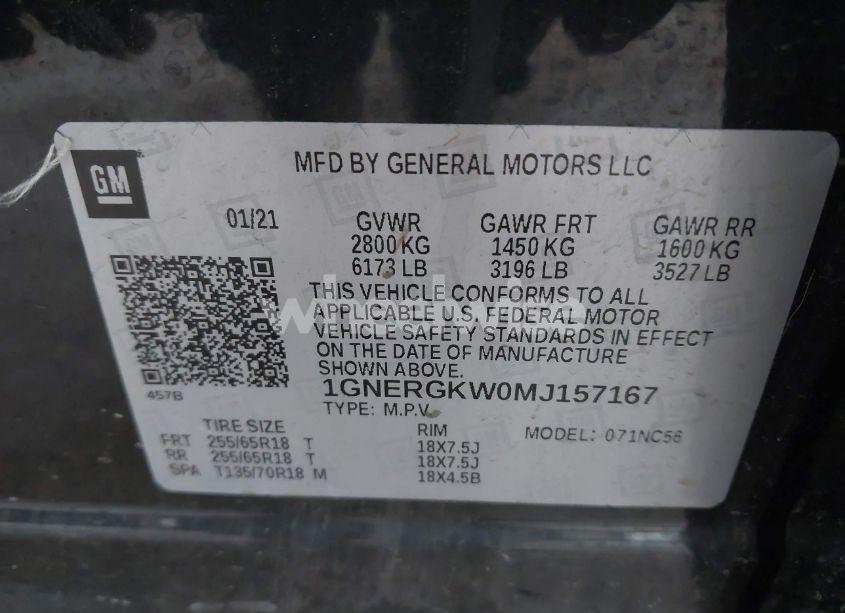 GM
MFD BY GENERAL MOTORS LLC
01/21 GVWR GAWR FRT GAWR RR
2800 KG 1450 KG 1600 KG
6173 LB 3196 LB 3527 LB
THIS VEHICLE CONFORMS TO ALL
APPLICABLE U.S. FEDERAL MOTOR
VEHICLE SAFETY STANDARDS IN EFFECT
ON THE DATE OF MANUFACTURE
SHOWN ABOVE.
457B
1GNERGKW0MJ157167
TYPE: M.P.V.
TIRE SIZE RIM MODEL: 071NC56
FRT 255/65R18 T 18X7.5J
RR 255/65R18 T 18X7.5J
SPA T135/70R18 M 18X4.5B